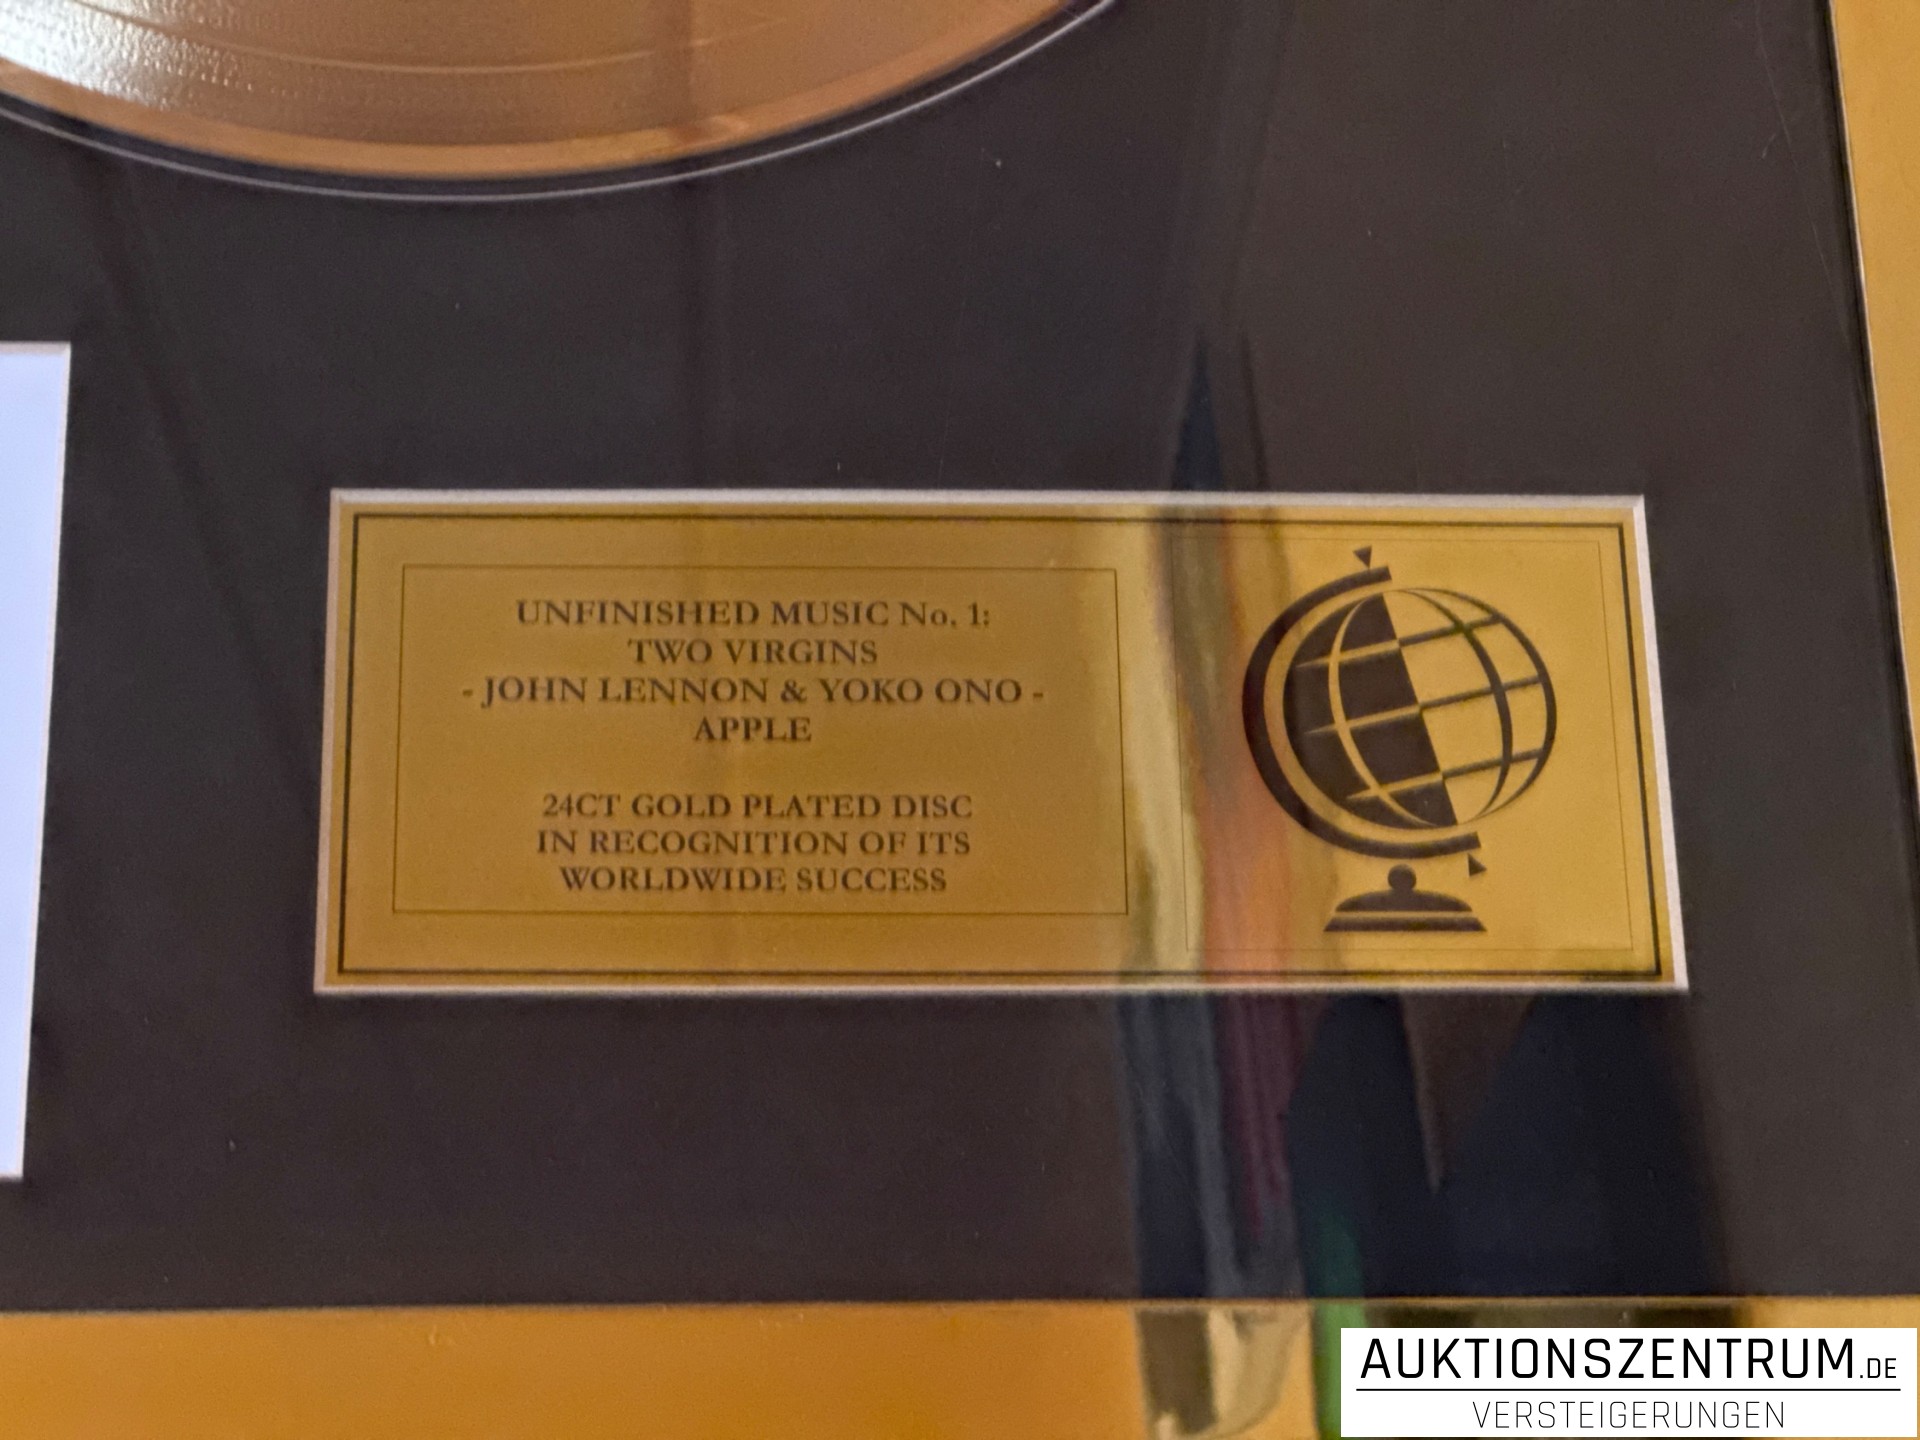 UNFINISHED MUSIC No. 1:
TWO VIRGINS
- JOHN LENNON & YOKO ONO -
APPLE
24CT GOLD PLATED DISC
IN RECOGNITION OF ITS
WORLDWIDE SUCCESS
AUKTIONSZENTRUM.DE
VERSTEIGERUNGEN